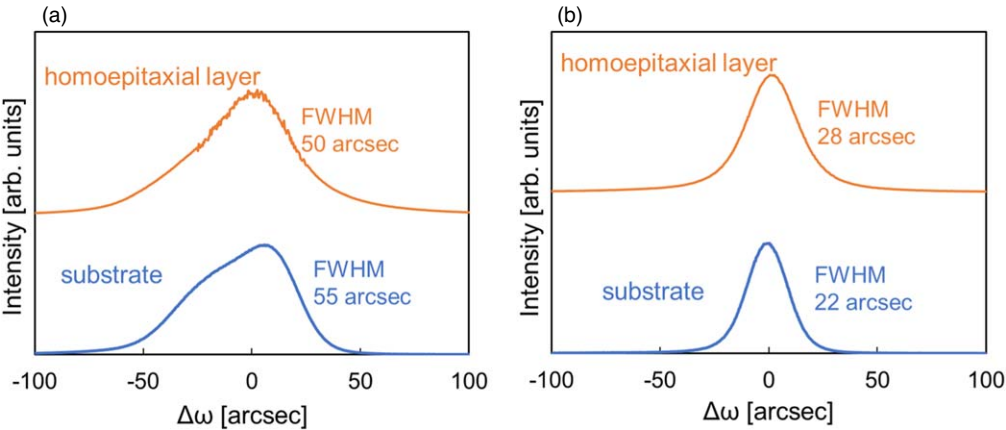 (a)
homoepitaxial layer
FWHM
50 arcsec
substrate
FWHM
55 arcsec
Intensity [arb. units]
-100
-50
0
50
100
Δω [arcsec]
(b)
homoepitaxial layer
FWHM
28 arcsec
substrate
FWHM
22 arcsec
Intensity [arb. units]
-100
-50
0
50
100
Δω [arcsec]